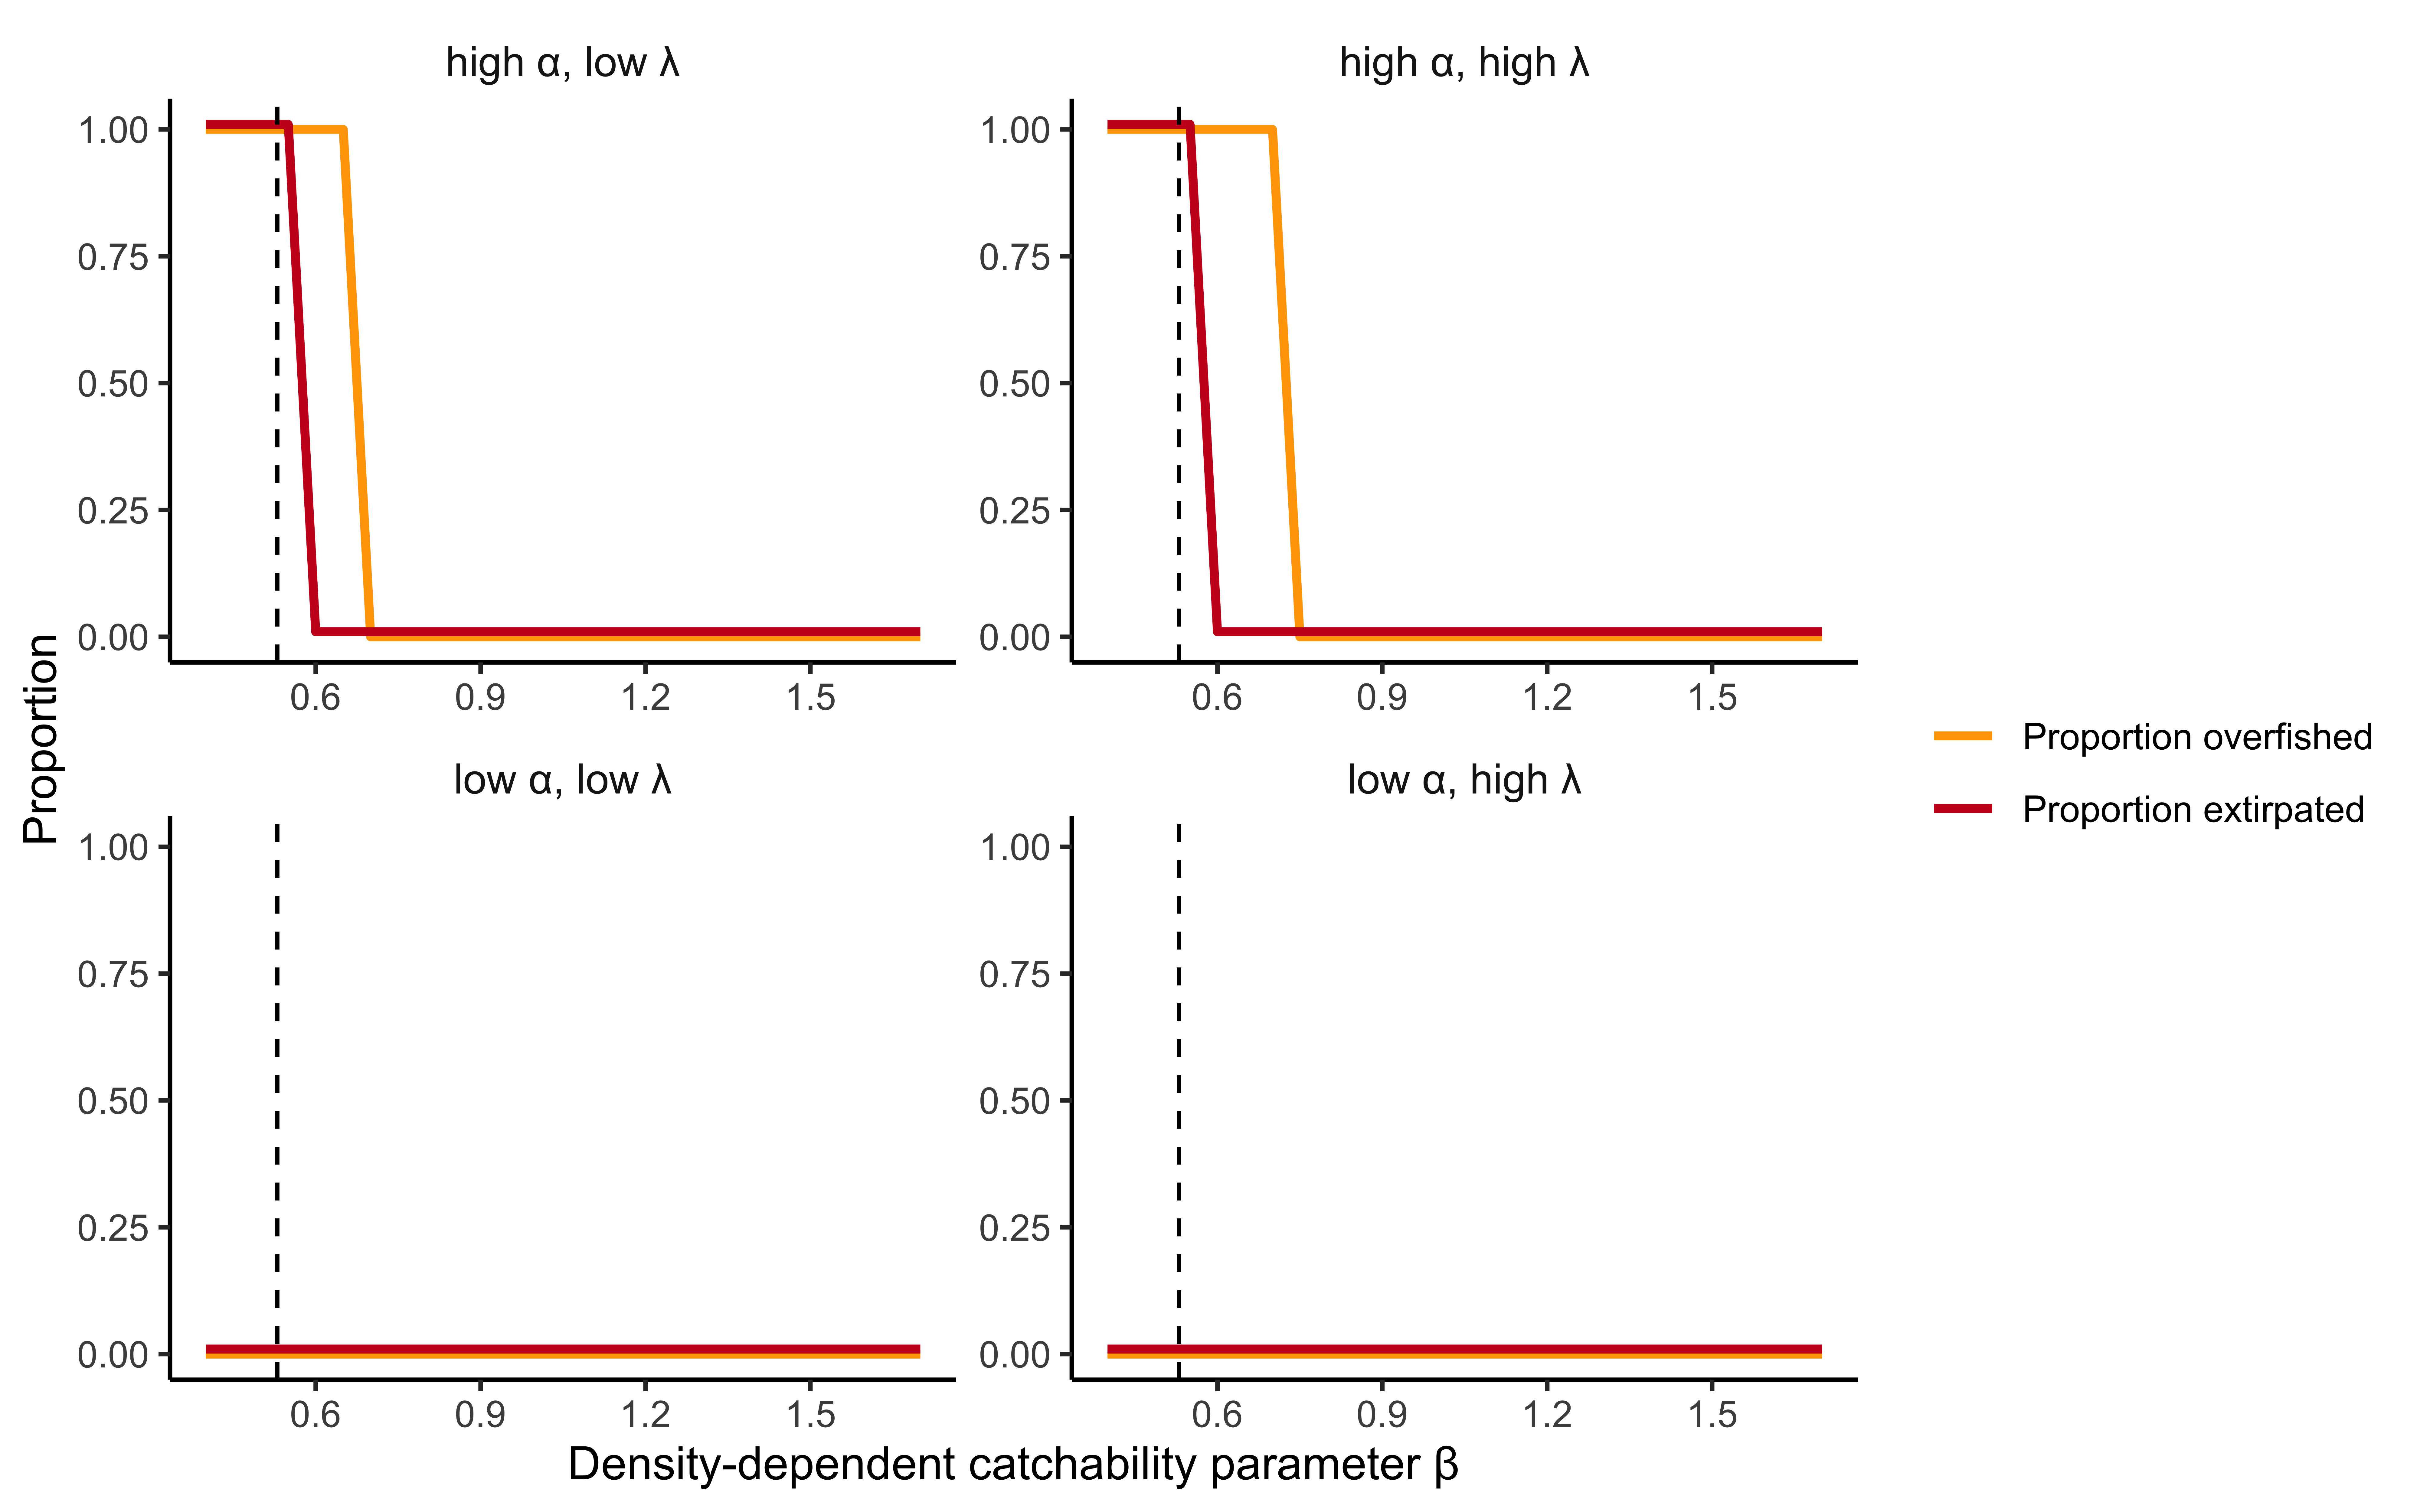 high α, low λ
high α, high λ
1.00
0.75
0.50
0.25
0.00
0.6 0.9 1.2 1.5
1.00
0.75
0.50
0.25
0.00
0.6 0.9 1.2 1.5
Proportion
low α, low λ
low α, high λ
1.00
0.75
0.50
0.25
0.00
0.6 0.9 1.2 1.5
1.00
0.75
0.50
0.25
0.00
0.6 0.9 1.2 1.5
Density-dependent catchability parameter β
Proportion overfished
Proportion extirpated